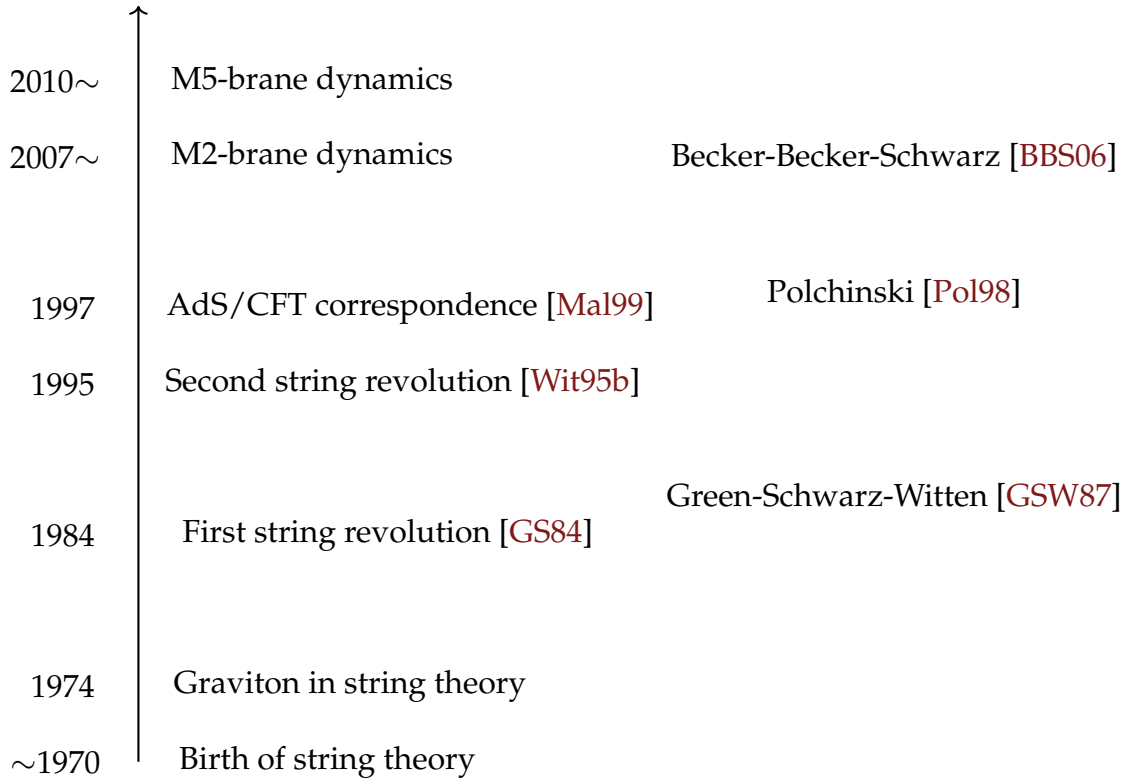 2010∼ M5-brane dynamics
2007∼ M2-brane dynamics Becker-Becker-Schwarz [BBS06]
1997 AdS/CFT correspondence [Mal99] Polchinski [Pol98]
1995 Second string revolution [Wit95b]
Green-Schwarz-Witten [GSW87]
1984 First string revolution [GS84]
1974 Graviton in string theory
∼1970 Birth of string theory